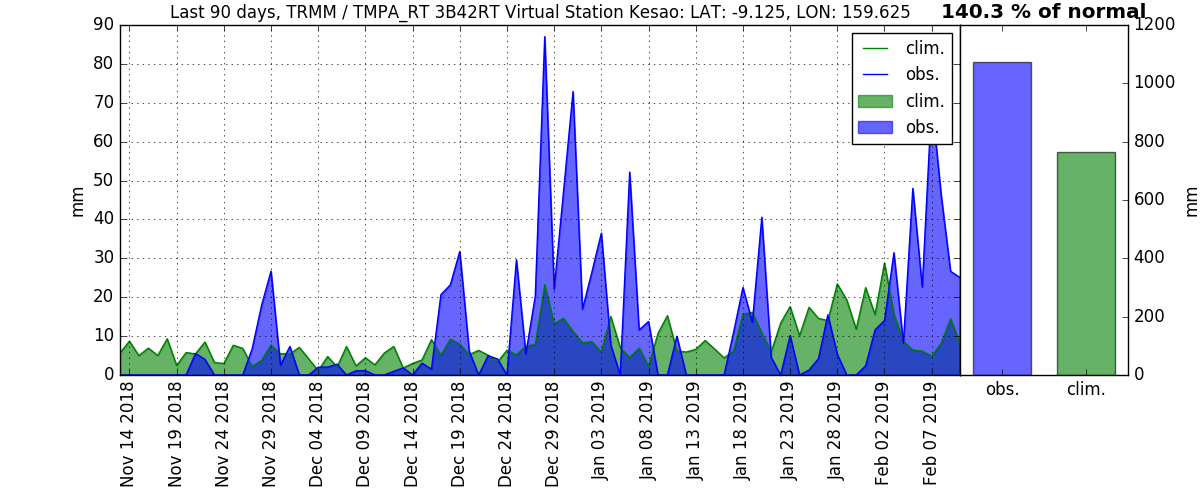 Last 90 days, TRMM / TMPA_RT 3B42RT Virtual Station Kesao: LAT: -9.125, LON: 159.625
140.3 % of normal
90
80
70
60
50
40
30
20
10
0
mm
clim.
obs.
clim.
obs.
Nov 14 2018
Nov 19 2018
Nov 24 2018
Nov 29 2018
Dec 04 2018
Dec 09 2018
Dec 14 2018
Dec 19 2018
Dec 24 2018
Dec 29 2018
Jan 03 2019
Jan 08 2019
Jan 13 2019
Jan 18 2019
Jan 23 2019
Jan 28 2019
Feb 02 2019
Feb 07 2019
1200
1000
800
600
400
200
0
mm
obs.
clim.